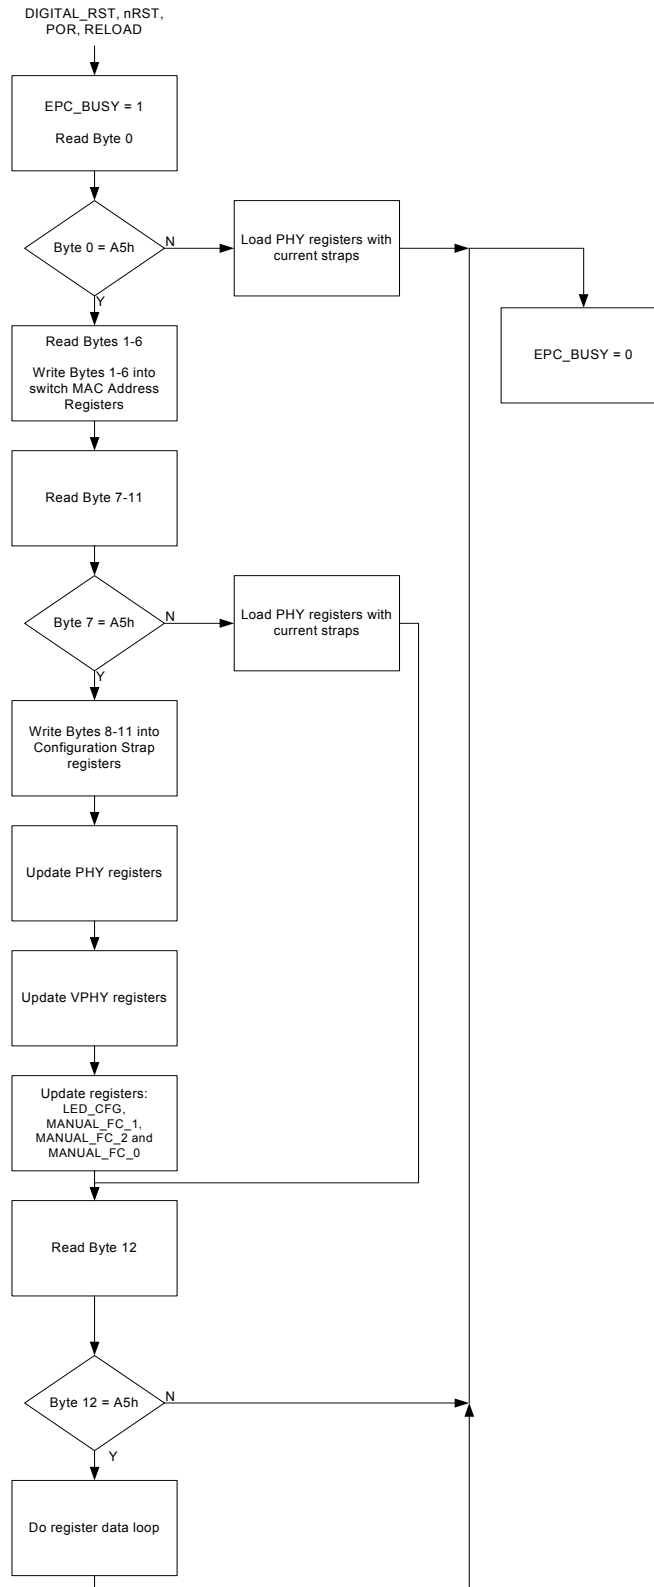 DIGITAL_RST, nRST,
POR, RELOAD
EPC_BUSY = 1
Read Byte 0
Byte 0 = A5h
N
Load PHY registers with
current straps
Y
EPC_BUSY = 0
Read Bytes 1-6
Write Bytes 1-6 into
switch MAC Address
Registers
Read Byte 7-11
Byte 7 = A5h
N
Load PHY registers with
current straps
Y
Write Bytes 8-11 into
Configuration Strap
registers
Update PHY registers
Update VPHY registers
Update registers:
LED_CFG,
MANUAL_FC_1,
MANUAL_FC_2 and
MANUAL_FC_0
Read Byte 12
Byte 12 = A5h
N
Y
Do register data loop